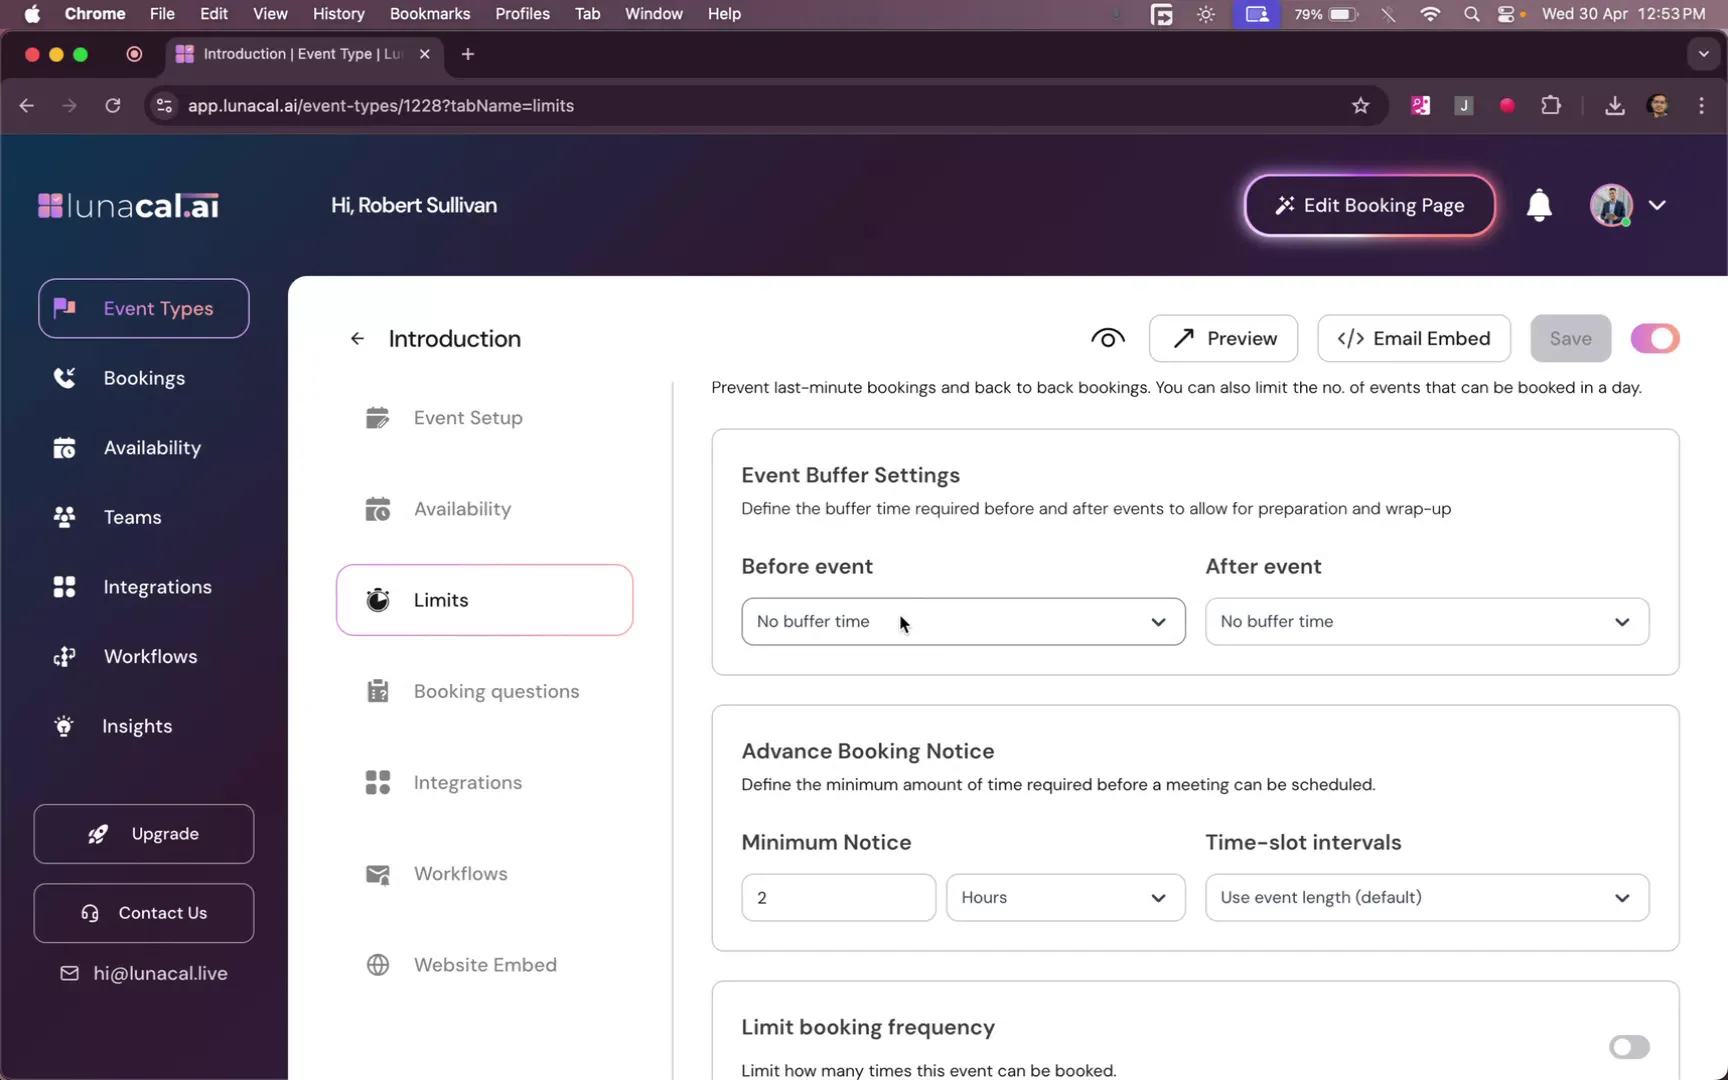 Chrome File Edit View History Bookmarks Profiles Tab Window Help 79% Wed 30 Apr 12:53 PM
Introduction | Event Type | Lu
app.lunacal.ai/event-types/1228?tabName=limits
J
lunacal.ai
Hi, Robert Sullivan
Edit Booking Page
Event Types
Bookings
Availability
Teams
Integrations
Workflows
Insights
Upgrade
Contact Us
hi@lunacal.live
Introduction
Preview
</> Email Embed
Save
Event Setup
Availability
Limits
Booking questions
Integrations
Workflows
Website Embed
Prevent last-minute bookings and back to back bookings. You can also limit the no. of events that can be booked in a day.
Event Buffer Settings
Define the buffer time required before and after events to allow for preparation and wrap-up
Before event After event
No buffer time No buffer time
Advance Booking Notice
Define the minimum amount of time required before a meeting can be scheduled.
Minimum Notice Time-slot intervals
2 Hours Use event length (default)
Limit booking frequency
Limit how many times this event can be booked.